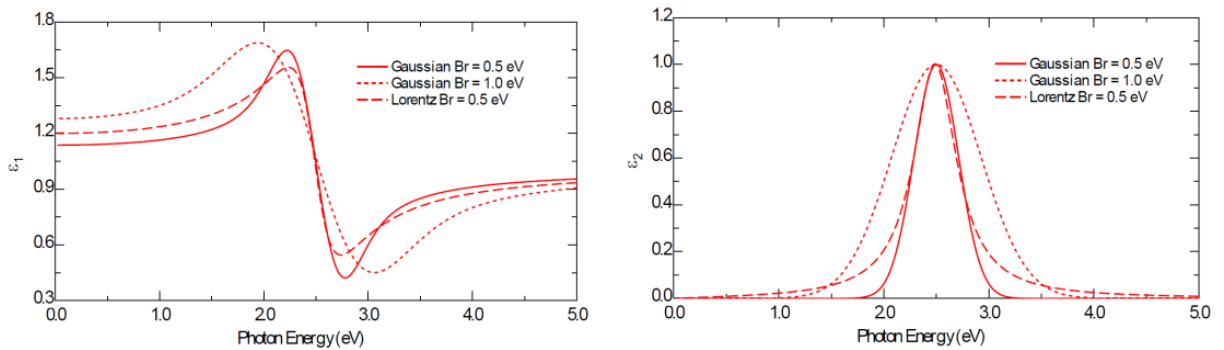 1.8
1.5
1.2
0.9
0.6
0.3
ε1
Gaussian Br = 0.5 eV
Gaussian Br = 1.0 eV
Lorentz Br = 0.5 eV
0.0 1.0 2.0 3.0 4.0 5.0
Photon Energy (eV)
1.2
1.0
0.8
0.6
0.4
0.2
0.0
ε2
Gaussian Br = 0.5 eV
Gaussian Br = 1.0 eV
Lorentz Br = 0.5 eV
0.0 1.0 2.0 3.0 4.0 5.0
Photon Energy (eV)